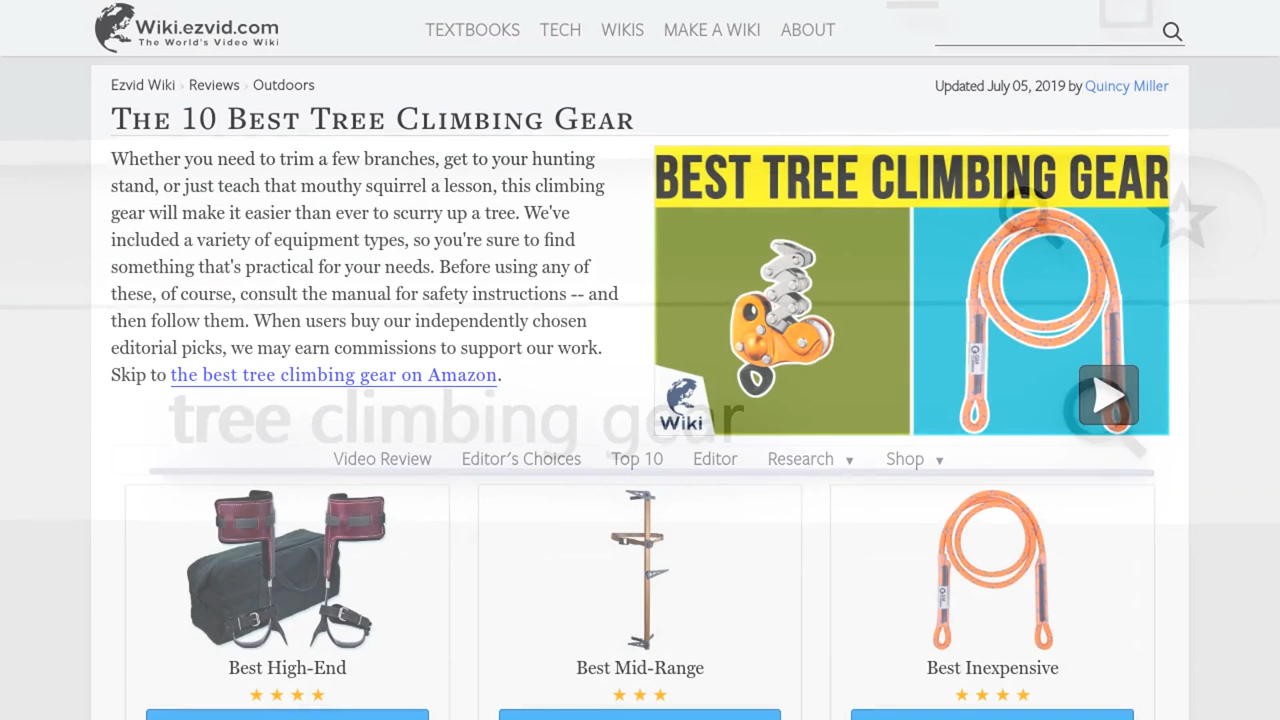 Wiki.ezvid.com
The World's Video Wiki
TEXTBOOKS TECH WIKIS MAKE A WIKI ABOUT
Ezvid Wiki › Reviews › Outdoors
Updated July 05, 2019 by Quincy Miller
The 10 Best Tree Climbing Gear
Whether you need to trim a few branches, get to your hunting
stand, or just teach that mouthy squirrel a lesson, this climbing
gear will make it easier than ever to scurry up a tree. We've
included a variety of equipment types, so you're sure to find
something that's practical for your needs. Before using any of
these, of course, consult the manual for safety instructions -- and
then follow them. When users buy our independently chosen
editorial picks, we may earn commissions to support our work.
Skip to the best tree climbing gear on Amazon.
BEST TREE CLIMBING GEAR
Wiki
tree climbing gear
Video Review Editor's Choices Top 10 Editor Research ▼ Shop ▼
Best High-End
Best Mid-Range
Best Inexpensive